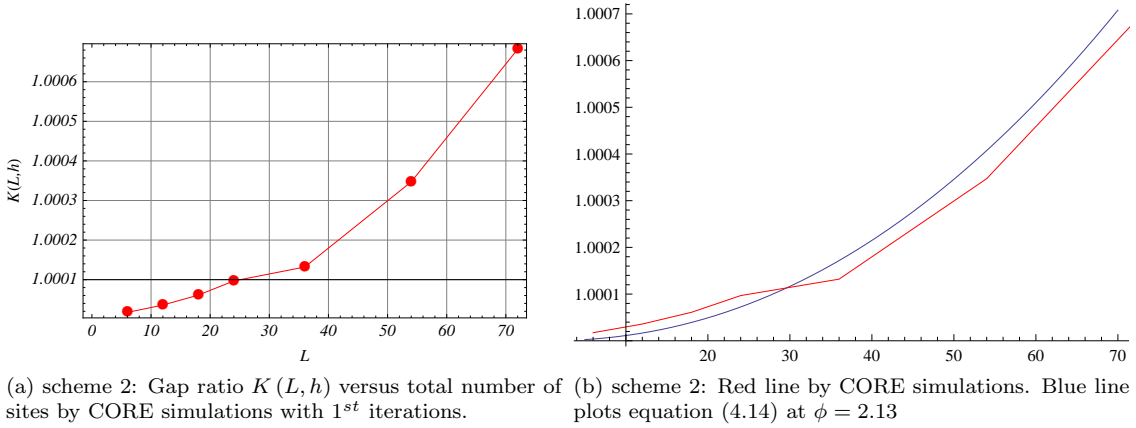 1.0006
1.0005
1.0004
1.0003
1.0002
1.0001
K(L,h)
0 10 20 30 40 50 60 70
L
(a) scheme 2: Gap ratio K (L, h) versus total number of
sites by CORE simulations with 1st iterations.
1.0007
1.0006
1.0005
1.0004
1.0003
1.0002
1.0001
20 30 40 50 60 70
(b) scheme 2: Red line by CORE simulations. Blue line
plots equation (4.14) at ϕ = 2.13